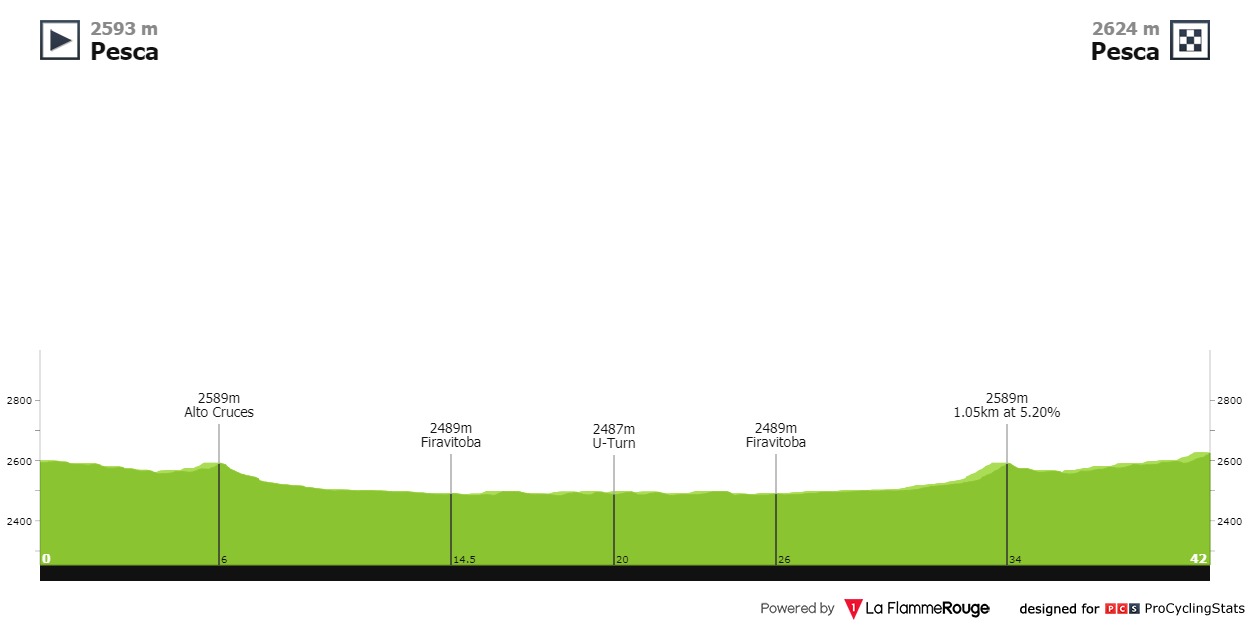 2593 m
Pesca
2624 m
Pesca
2589m
Alto Cruces
2489m
Firavitoba
2487m
U-Turn
2489m
Firavitoba
2589m
1.05km at 5.20%
2800
2600
2400
2800
2600
2400
0
6
14.5
20
26
34
42
Powered by 1 La FlammeRouge designed for PCS ProCyclingStats